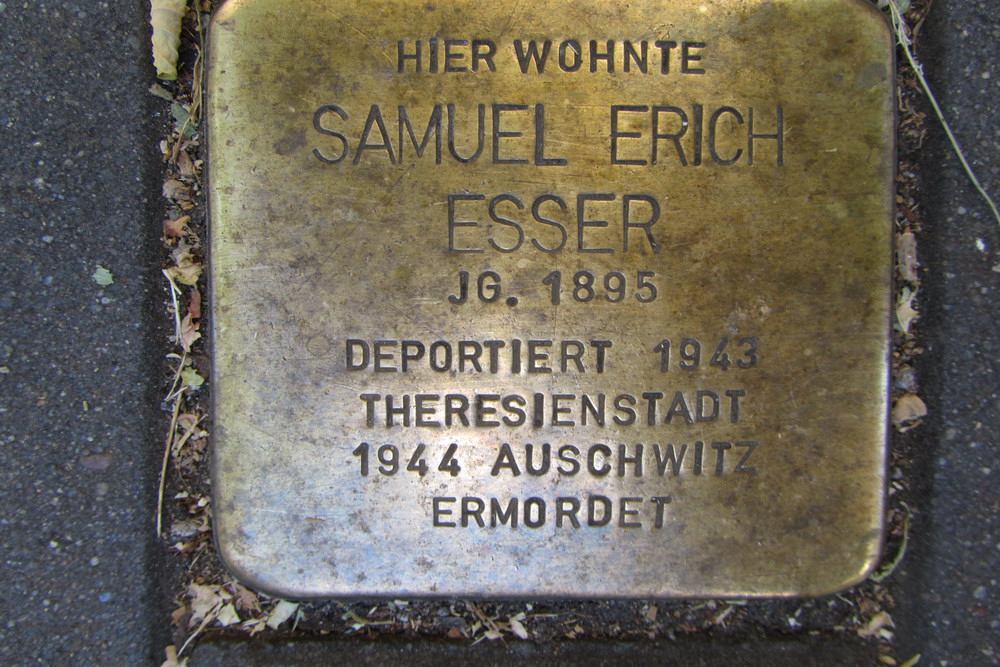 HIER WOHNTE
SAMUEL ERICH
ESSER
JG. 1895
DEPORTIERT 1943
THERESIENSTADT
1944 AUSCHWITZ
ERMORDET